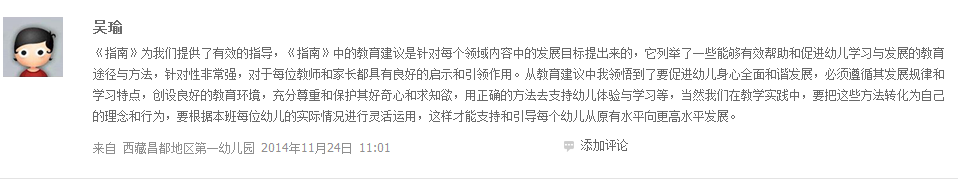 吴瑜
《指南》为我们提供了有效的指导，《指南》中的教育建议是针对每个领域内容中的发展目标提出来的，它列举了一些能够有效帮助和促进幼儿学习与发展的教育
途径与方法，针对性非常强，对于每位教师和家长都具有良好的启示和引领作用。从教育建议中我领悟到了要促进幼儿身心全面和谐发展，必须遵循其发展规律和
学习特点，创设良好的教育环境，充分尊重和保护其好奇心和求知欲，用正确的方法去支持幼儿体验与学习等，当然我们在教学实践中，要把这些方法转化为自己
的理念和行为，要根据本班每位幼儿的实际情况进行灵活运用，这样才能支持和引导每个幼儿从原有水平向更高水平发展。
来自 西藏昌都地区第一幼儿园 2014年11月24日 11:01 添加评论